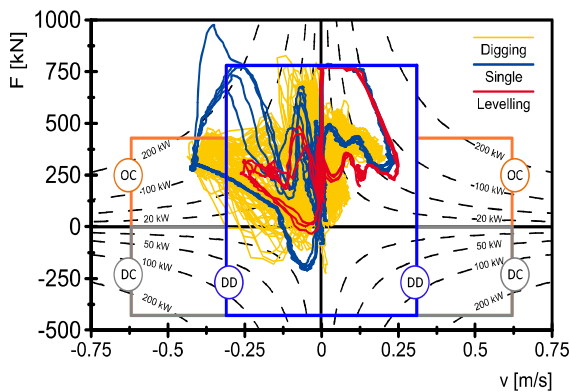 F [kN]
1000
750
500
250
0
-250
-500
-0.75
-0.50
-0.25
0
0.25
0.50
0.75
v [m/s]
Digging
Single
Levelling
200 kW
-100 kW
20 kW
50 kW
100 kW
200 kW
200 kW
-100 kW
-20 kW
50 kW
100 kW
200 kW
OC
OC
DC
DC
DD
DD